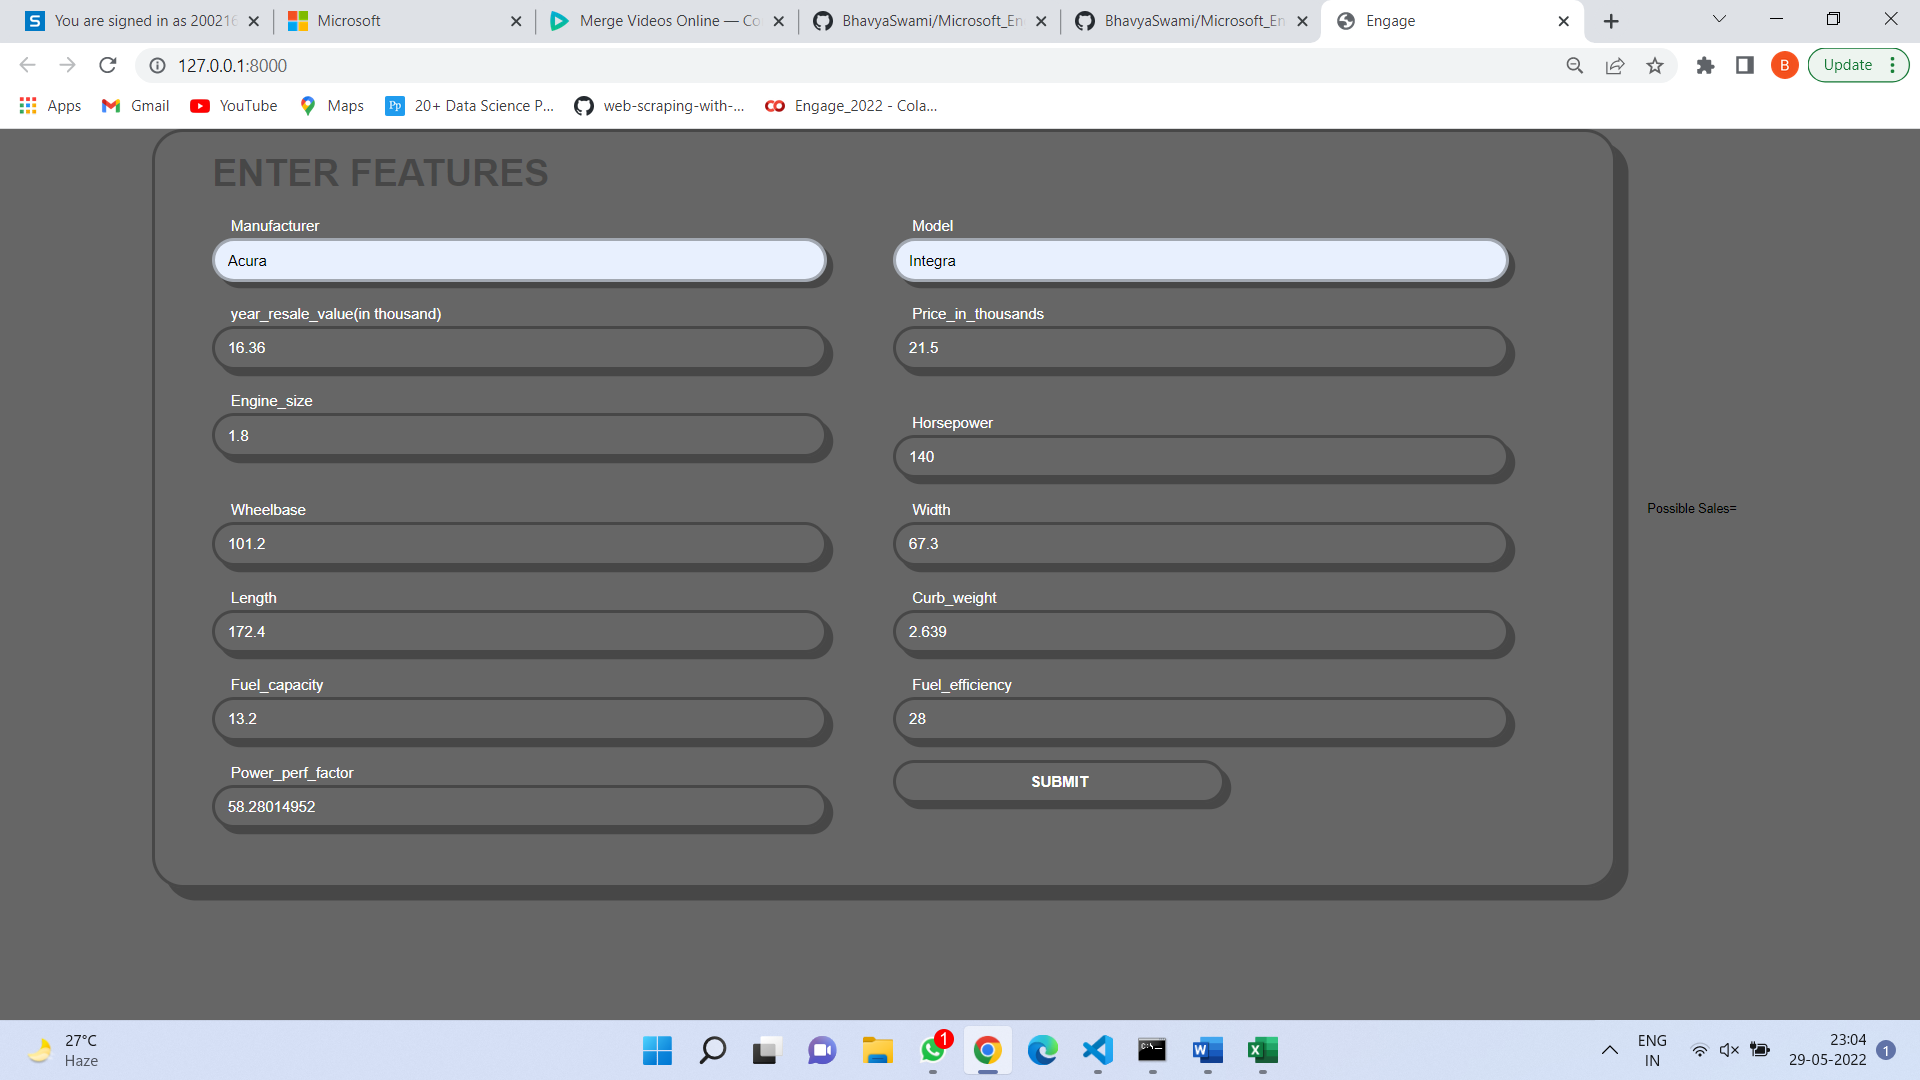 You are signed in as 20021
Microsoft
Merge Videos Online — Co
BhavyaSwami/Microsoft_En
BhavyaSwami/Microsoft_En
Engage
127.0.0.1:8000
B
Update
Apps
Gmail
YouTube
Maps
Pp
20+ Data Science P...
web-scraping-with-...
Engage_2022 - Cola...
ENTER FEATURES
Manufacturer
Model
Acura
Integra
year_resale_value(in thousand)
Price_in_thousands
16.36
21.5
Engine_size
1.8
Horsepower
140
Wheelbase
Width
101.2
67.3
Possible Sales=
Length
Curb_weight
172.4
2.639
Fuel_capacity
Fuel_efficiency
13.2
28
Power_perf_factor
58.28014952
SUBMIT
27°C
Haze
1
ENG
IN
23:04
29-05-2022
1